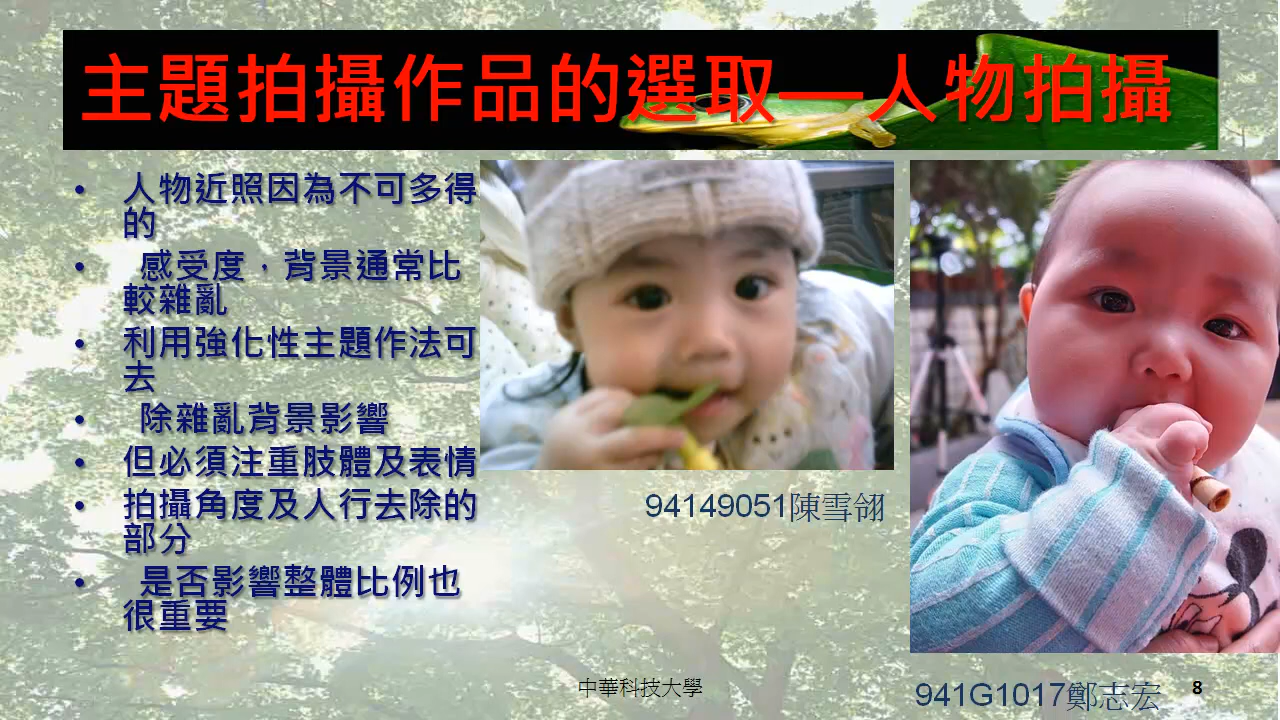 主題拍攝作品的選取—人物拍攝
• 人物近照因為不可多得
的
• 感受度，背景通常比
較雜亂
• 利用強化性主題作法可
去
• 除雜亂背景影響
• 但必須注重肢體及表情
• 拍攝角度及人行去除的
部分
• 是否影響整體比例也
很重要
94149051陳雪翎
941G1017鄭志宏
中華科技大學
8